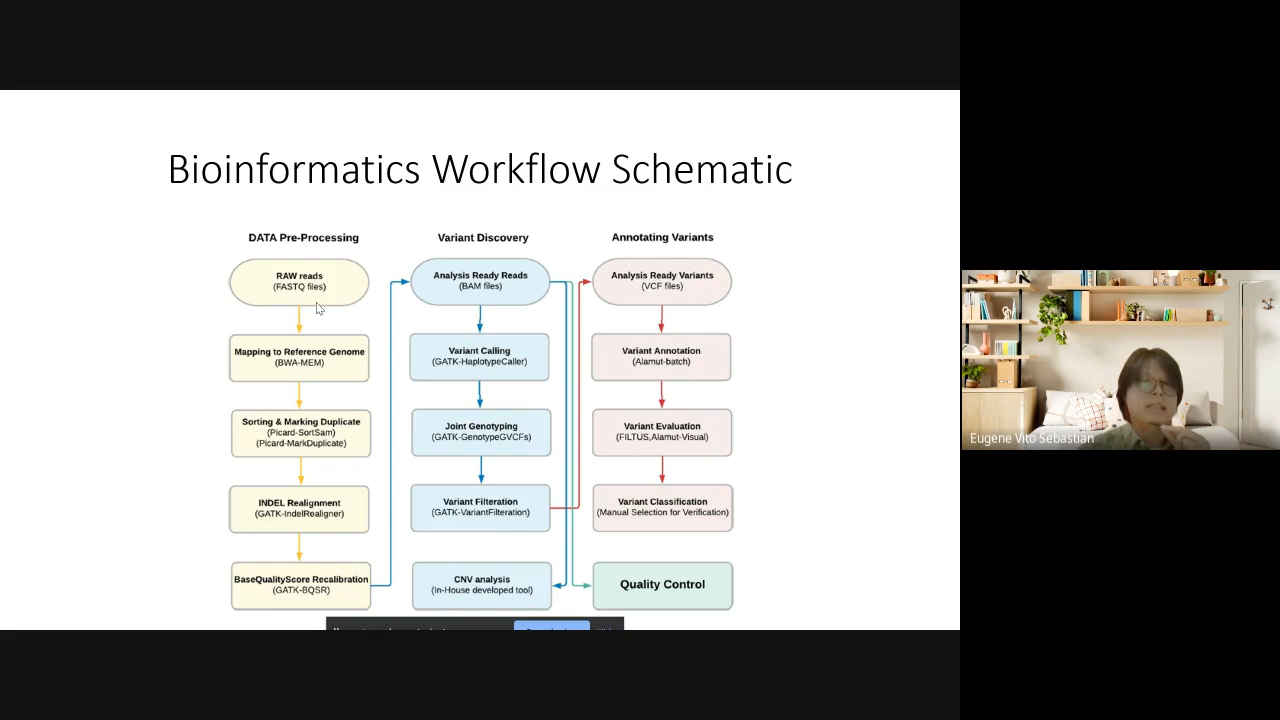 Bioinformatics Workflow Schematic
DATA Pre-Processing
RAW reads
(FASTQ files)
Mapping to Reference Genome
(BWA-MEM)
Sorting & Marking Duplicate
(Picard-SortSam)
(Picard-MarkDuplicate)
INDEL Realignment
(GATK-IndelRealigner)
BaseQualityScore Recalibration
(GATK-BQSR)
Variant Discovery
Analysis Ready Reads
(BAM files)
Variant Calling
(GATK-HaplotypeCaller)
Joint Genotyping
(GATK-GenotypeGVCFs)
Variant Filteration
(GATK-VariantFilteration)
CNV analysis
(In-House developed tool)
Annotating Variants
Analysis Ready Variants
(VCF files)
Variant Annotation
(Alamut-batch)
Variant Evaluation
(FILTUS,Alamut-Visual)
Variant Classification
(Manual Selection for Verification)
Quality Control
Eugene Vito Sebastian